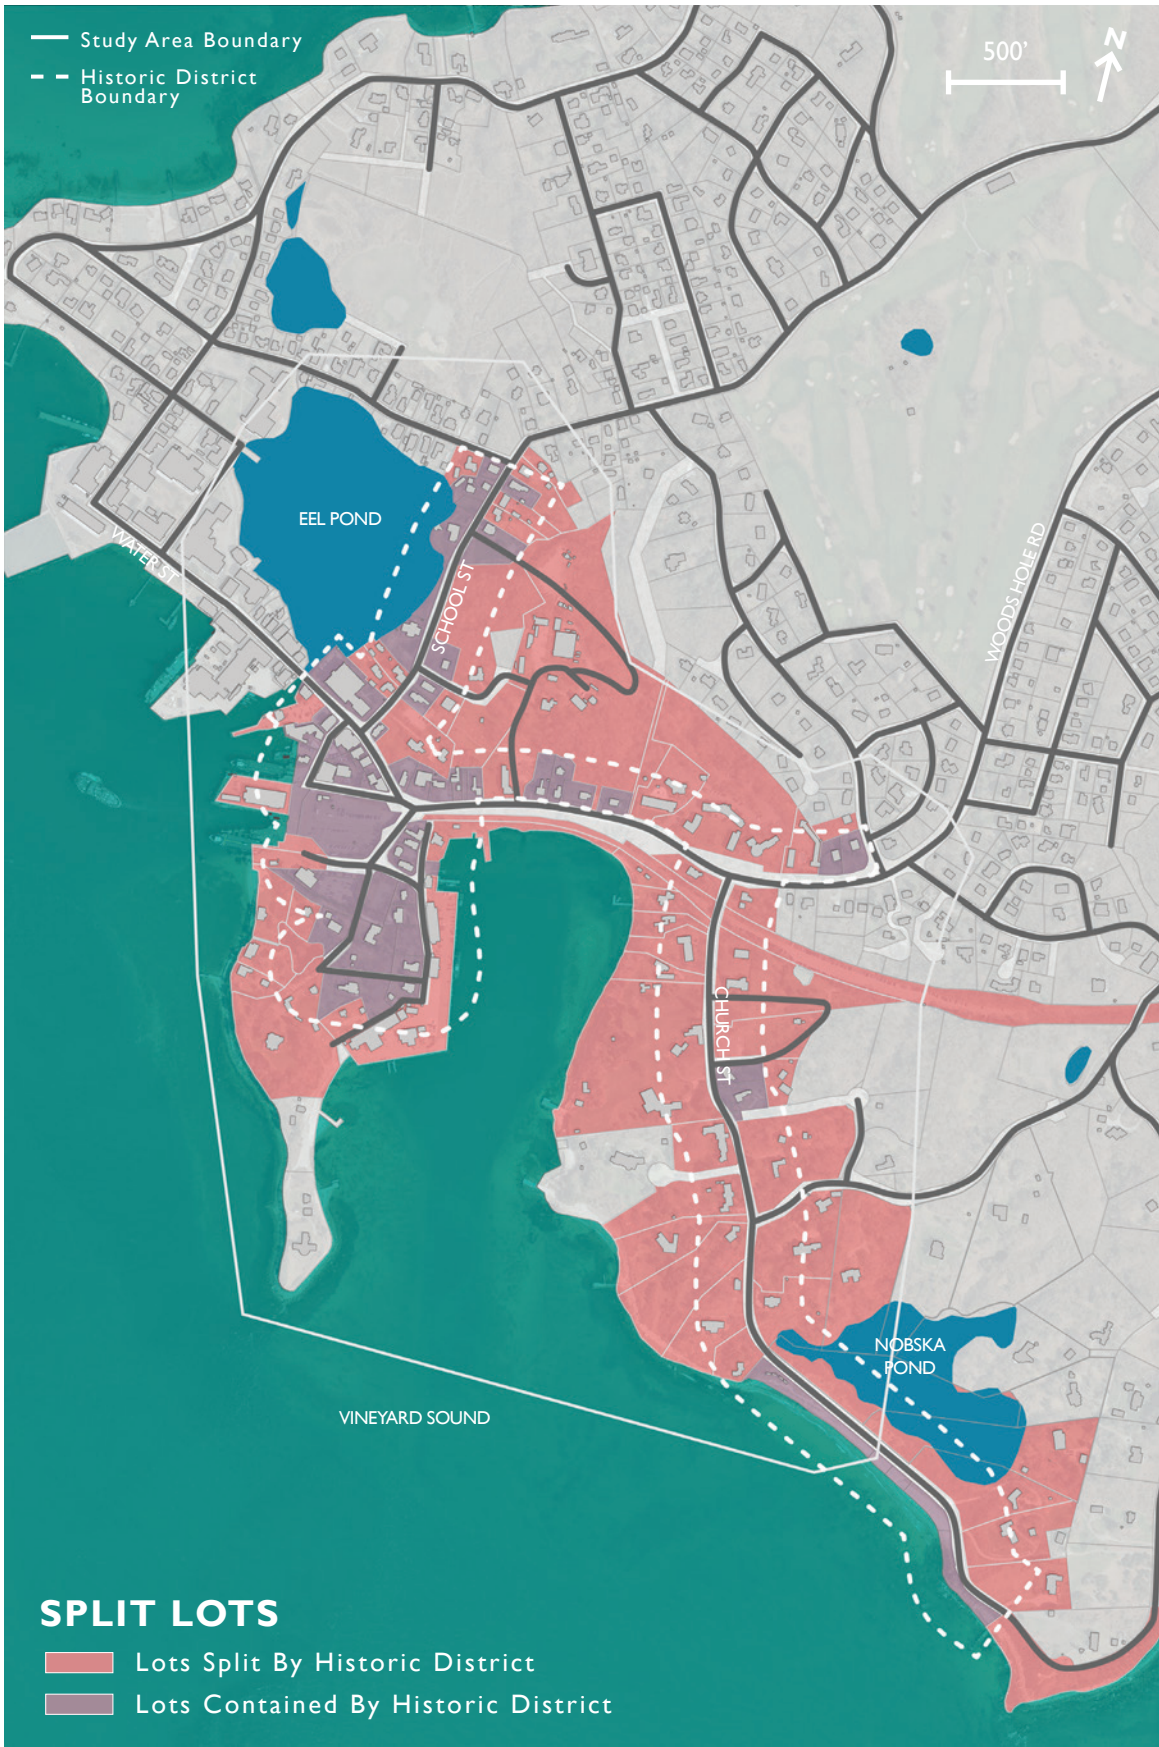 Study Area Boundary
Historic District
Boundary
500'
N
EEL POND
WATER ST
SCHOOL ST
WOODS HOLE RD
CHURCH ST
NOBSKA
POND
VINEYARD SOUND
SPLIT LOTS
Lots Split By Historic District
Lots Contained By Historic District